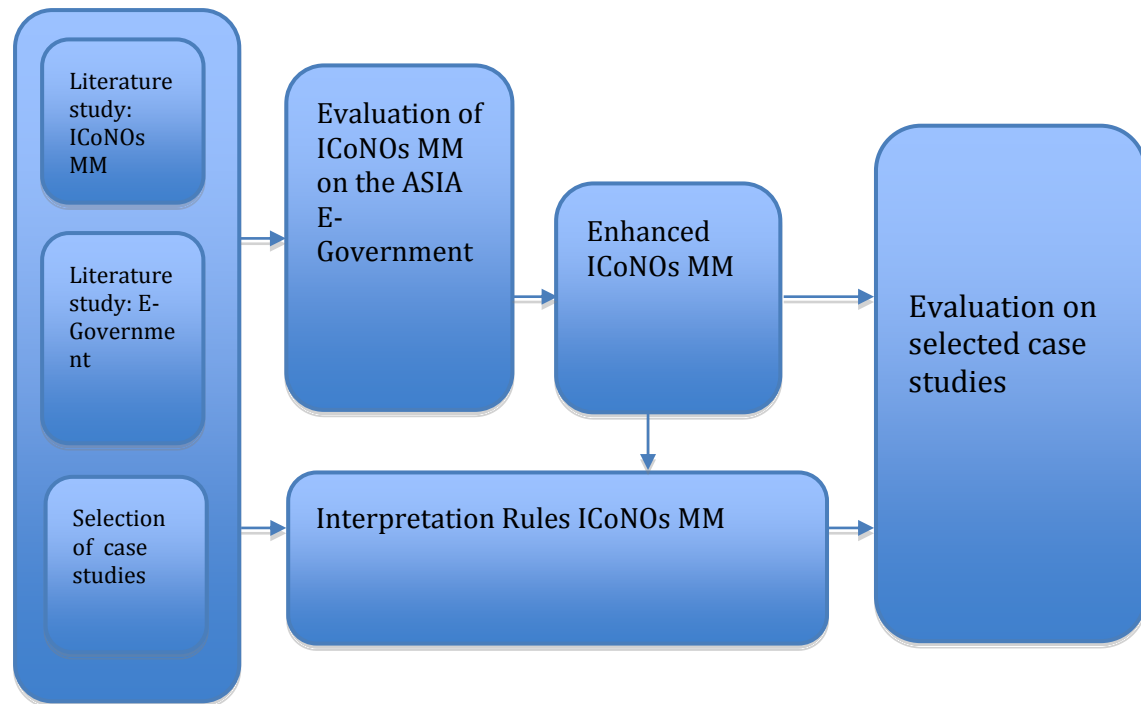 Literature
study:
ICoNOs
MM
Literature
study: E-
Governme
nt
Selection
of case
studies
Evaluation of
ICoNOs MM
on the ASIA
E-
Government
Enhanced
ICoNOs MM
Interpretation Rules ICoNOs MM
Evaluation on
selected case
studies